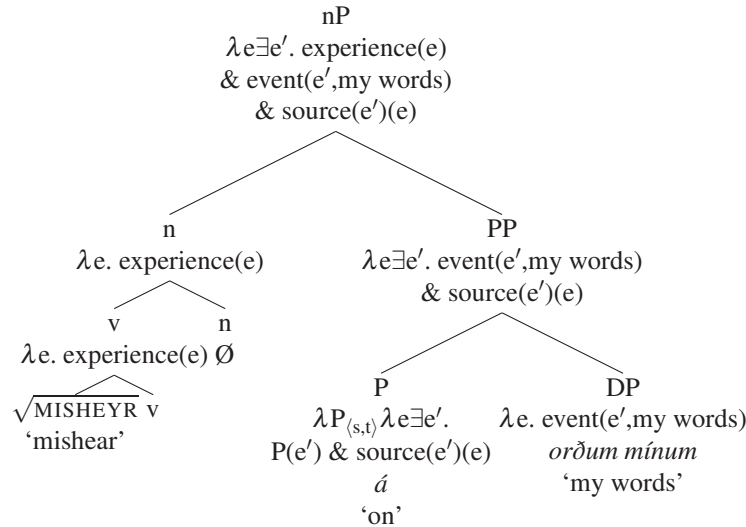 nP
λe∃e′. experience(e)
& event(e′,my words)
& source(e′)(e)
n PP
λe. experience(e) λe∃e′. event(e′,my words)
& source(e′)(e)
v n P DP
λe. experience(e) Ø λP⟨s,t⟩λe∃e′. λe. event(e′,my words)
√MISHEYR v P(e′) & source(e′)(e) orðum mínum
‘mishear’ á ‘my words’
‘on’